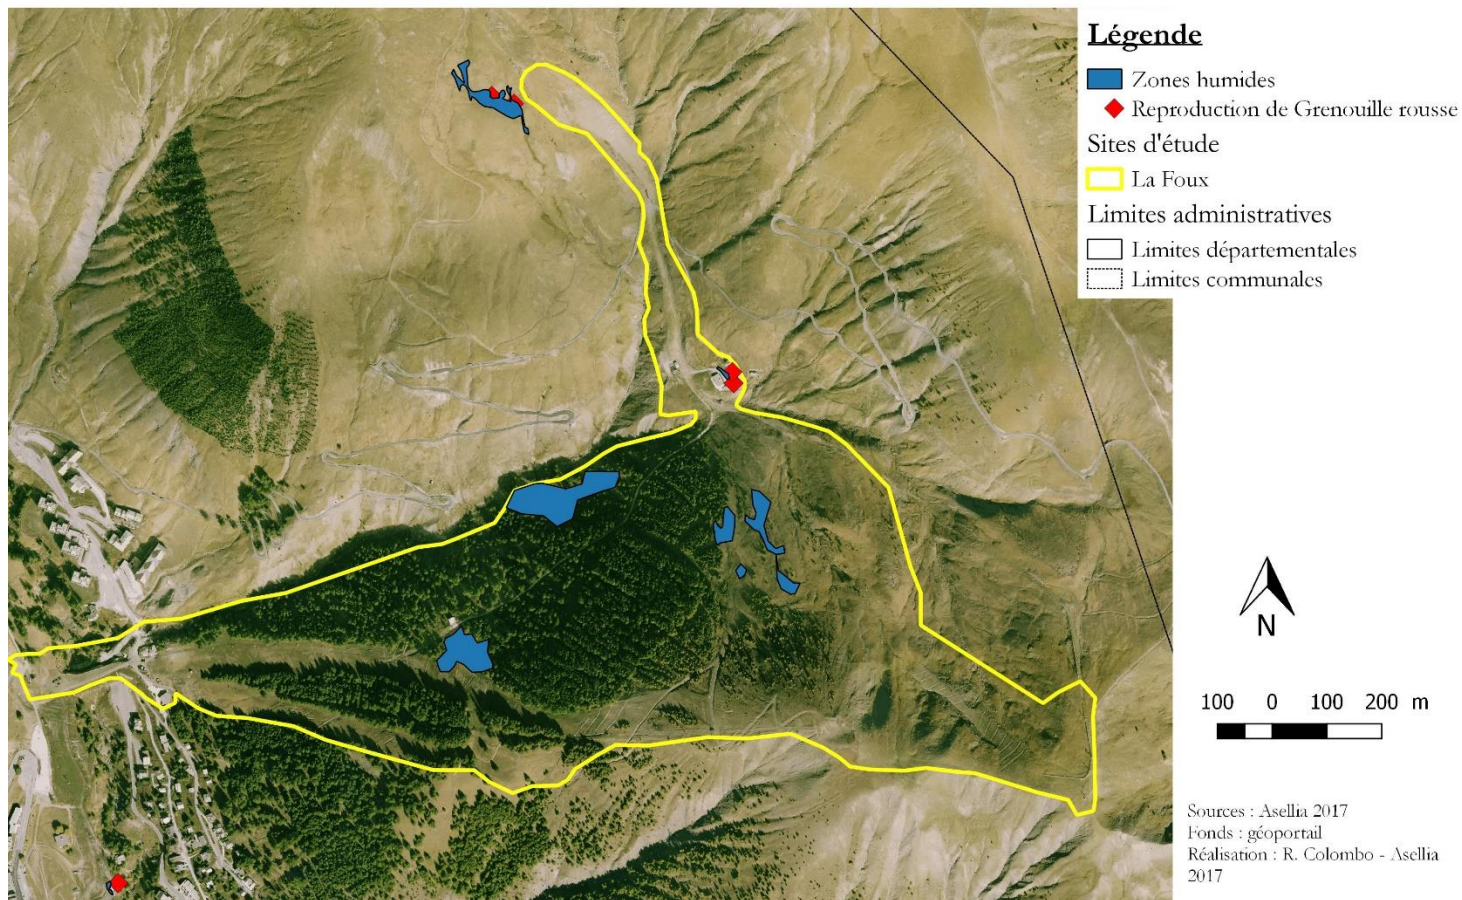 Légende
Zones humides
Reproduction de Grenouille rousse
Sites d'étude
La Foux
Limites administratives
Limites départementales
Limites communales
N
100 0 100 200 m
Sources : Asellia 2017
Fonds : géoportail
Réalisation : R. Colombo - Asellia
2017